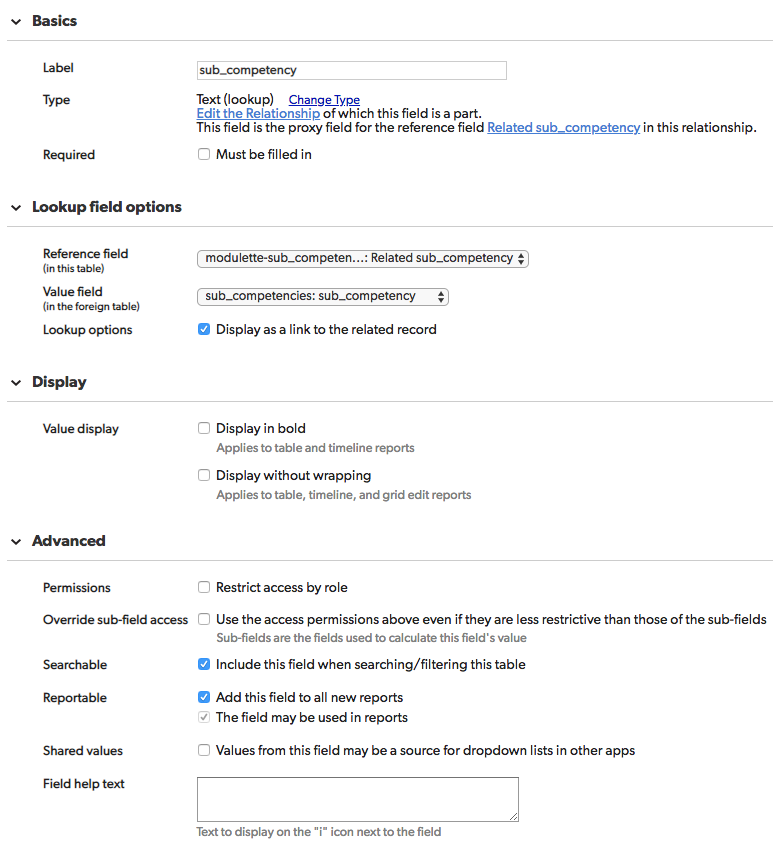 Basics
Label sub_competency
Type Text (lookup) Change Type
Edit the Relationship of which this field is a part.
This field is the proxy field for the reference field Related sub_competency in this relationship.
Required Must be filled in
Lookup field options
Reference field modulette-sub_competen...: Related sub_competency
(in this table)
Value field sub_competencies: sub_competency
(in the foreign table)
Lookup options Display as a link to the related record
Display
Value display Display in bold
Applies to table and timeline reports
Display without wrapping
Applies to table, timeline, and grid edit reports
Advanced
Permissions Restrict access by role
Override sub-field access Use the access permissions above even if they are less restrictive than those of the sub-fields
Sub-fields are the fields used to calculate this field's value
Searchable Include this field when searching/filtering this table
Reportable Add this field to all new reports
The field may be used in reports
Shared values Values from this field may be a source for dropdown lists in other apps
Field help text
Text to display on the "i" icon next to the field